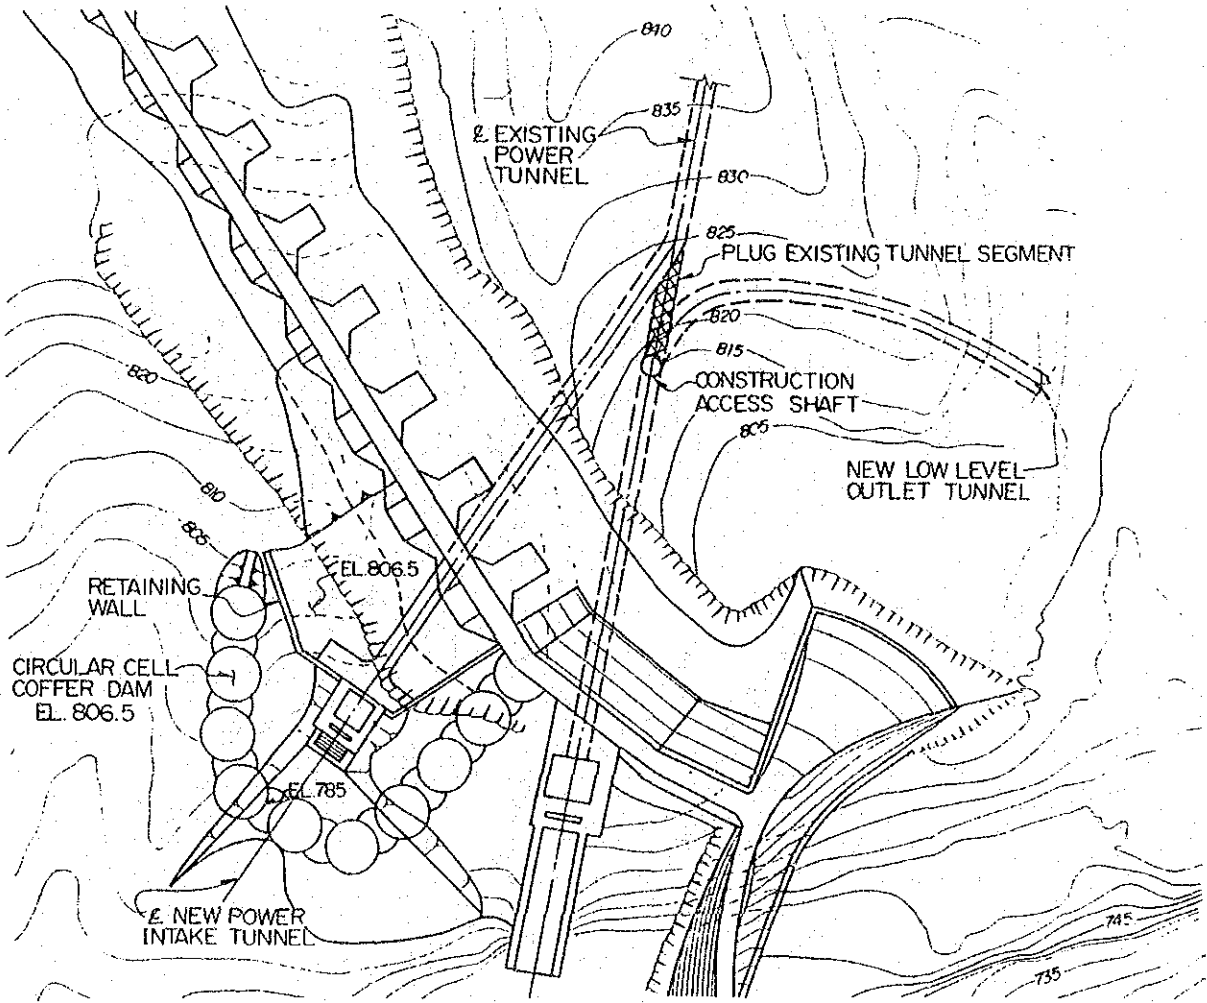 840
835
℄ EXISTING
POWER
TUNNEL
830
825
PLUG EXISTING TUNNEL SEGMENT
820
815
CONSTRUCTION
ACCESS SHAFT
820
805
NEW LOW LEVEL
OUTLET TUNNEL
810
805
EL. 806.5
RETAINING
WALL
CIRCULAR CELL
COFFER DAM
EL. 806.5
EL. 785
℄ NEW POWER
INTAKE TUNNEL
745
735